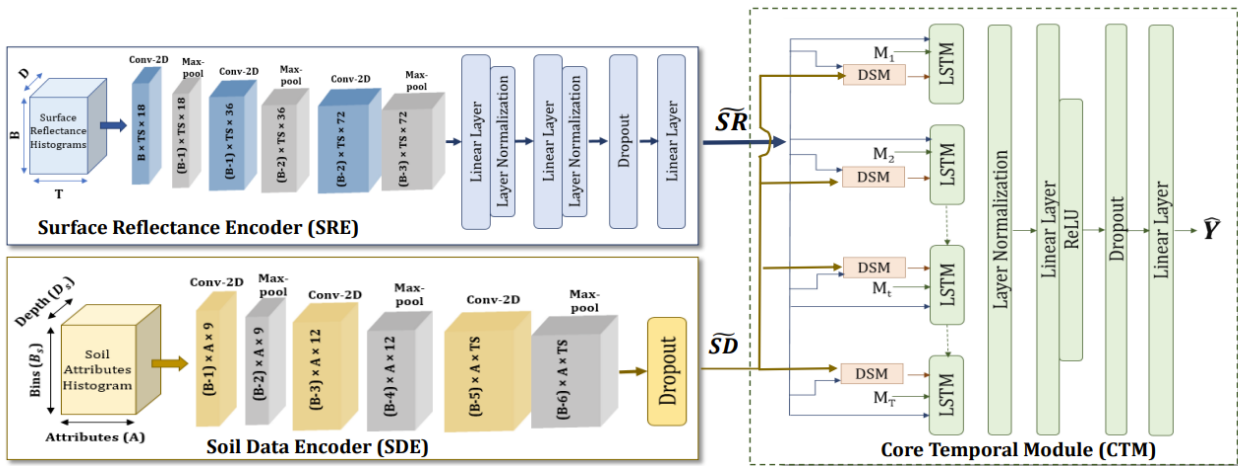 D
B
T
Surface
Reflectance
Histograms
Conv-2D
B × TS × 18
Max-
pool
(B-1) × TS × 18
Conv-2D
(B-1) × TS × 36
Max-
pool
(B-2) × TS × 36
Conv-2D
(B-2) × TS × 72
Max-
pool
(B-3) × TS × 72
Linear Layer
Layer Normalization
Linear Layer
Layer Normalization
Dropout
Linear Layer
Surface Reflectance Encoder (SRE)
Depth (D_s)
Bins (B_s)
Attributes (A)
Soil
Attributes
Histogram
Conv-2D
(B-1) × A × 9
Max-
pool
(B-2) × A × 9
Conv-2D
(B-3) × A × 12
Max-
pool
(B-4) × A × 12
Conv-2D
(B-5) × A × TS
Max-
pool
(B-6) × A × TS
Dropout
Soil Data Encoder (SDE)
S͠R
S͠D
M₁
DSM
LSTM
M₂
DSM
LSTM
DSM
M_t
LSTM
DSM
M_T
LSTM
Layer Normalization
Linear Layer
ReLU
Dropout
Linear Layer
Ŷ
Core Temporal Module (CTM)